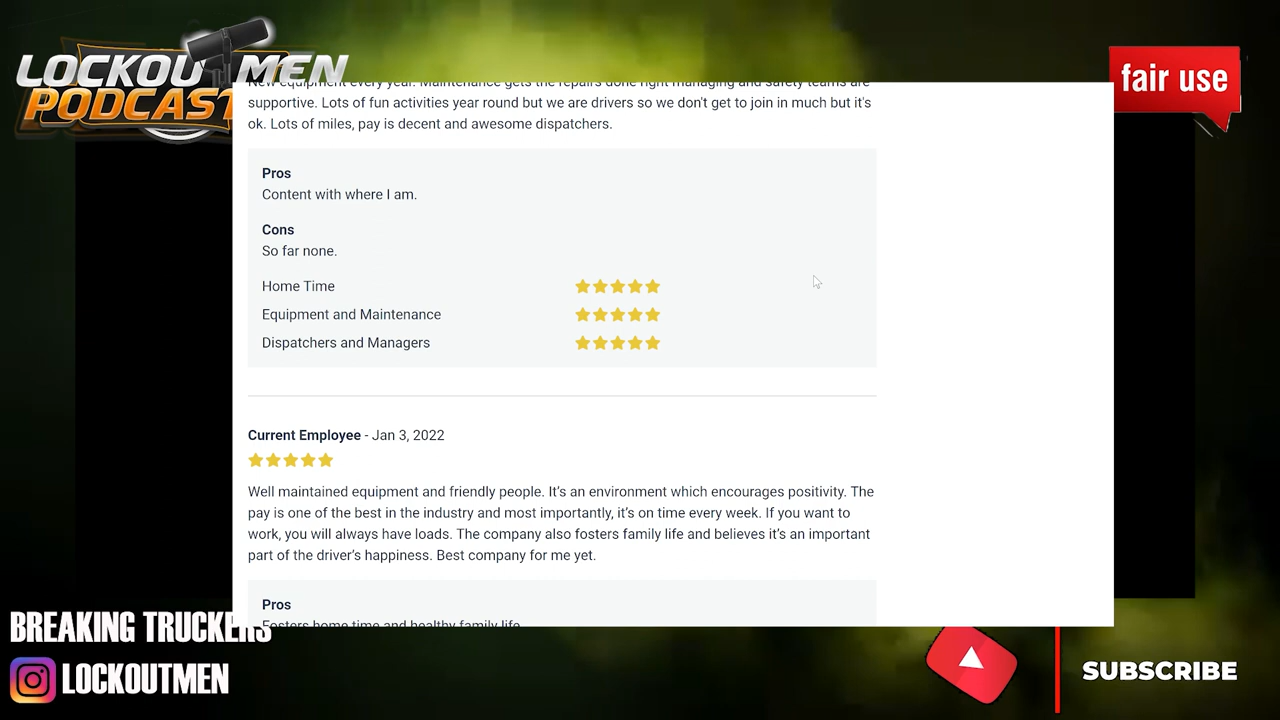 LOCKOUTMEN
PODCAST
fair use
New equipment every year. Maintenance gets the repairs done right managing and safety teams are
supportive. Lots of fun activities year round but we are drivers so we don't get to join in much but it's
ok. Lots of miles, pay is decent and awesome dispatchers.
Pros
Content with where I am.
Cons
So far none.
Home Time
Equipment and Maintenance
Dispatchers and Managers
Current Employee - Jan 3, 2022
Well maintained equipment and friendly people. It’s an environment which encourages positivity. The
pay is one of the best in the industry and most importantly, it’s on time every week. If you want to
work, you will always have loads. The company also fosters family life and believes it’s an important
part of the driver’s happiness. Best company for me yet.
Pros
Fosters home time and healthy family life
BREAKING TRUCKERS
LOCKOUTMEN
SUBSCRIBE